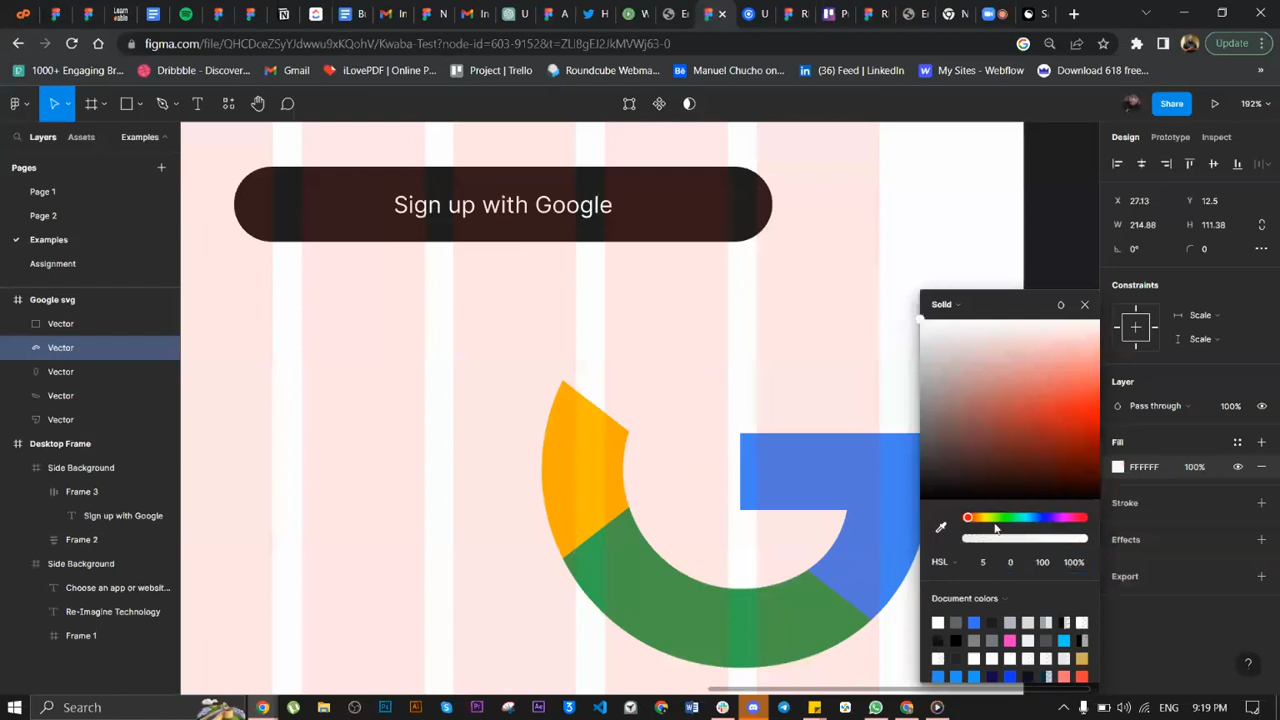 figma.com/file/QHCDceZSyYJdwwu9xKQohV/Kwaba-Test?node-id=603-9152&t=ZLl8gEJ2JkMVWj63-0
Update
1000+ Engaging Br...
Dribbble - Discover...
Gmail
iLovePDF | Online P...
Project | Trello
Roundcube Webma...
Manuel Chucho on...
(36) Feed | LinkedIn
My Sites - Webflow
Download 618 free...
»
Share
192%
Layers
Assets
Examples
Design
Prototype
Inspect
Pages
Page 1
Page 2
Examples
Assignment
Google svg
Vector
Vector
Vector
Vector
Vector
Desktop Frame
Side Background
Frame 3
Sign up with Google
Frame 2
Side Background
Choose an app or websit...
Re-Imagine Technology
Frame 1
Sign up with Google
Solid
HSL
5
0
100
100%
Document colors
X 27.13
Y 12.5
W 214.88
H 111.38
0°
0
Constraints
Scale
Scale
Layer
Pass through
100%
Fill
FFFFFF
100%
Stroke
Effects
Export
?
Search
9:19 PM